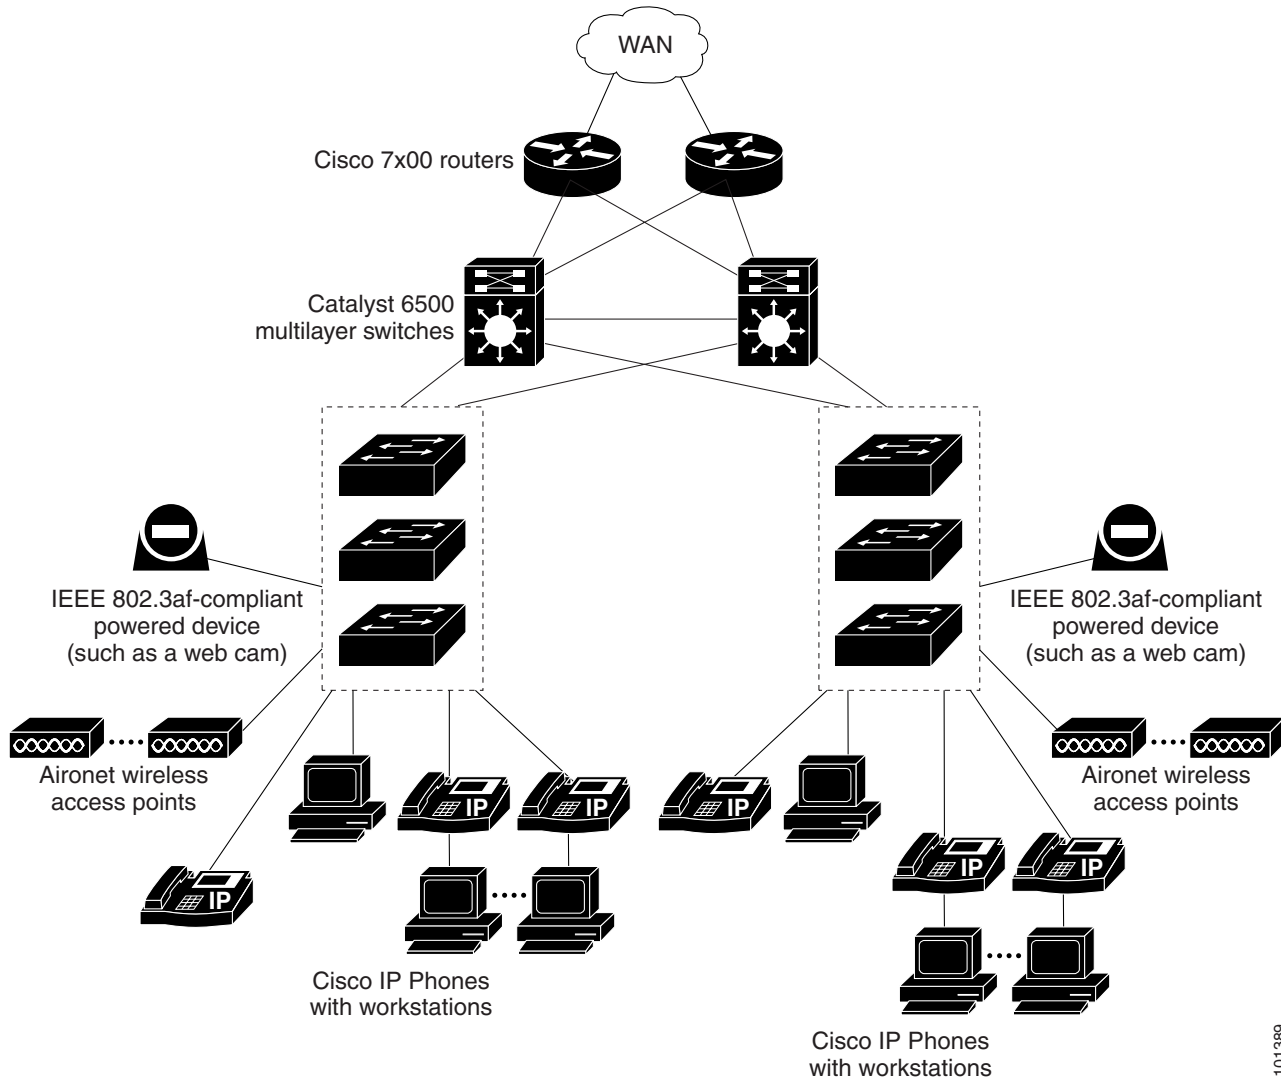 WAN
Cisco 7x00 routers
Catalyst 6500
multilayer switches
IEEE 802.3af-compliant
powered device
(such as a web cam)
IEEE 802.3af-compliant
powered device
(such as a web cam)
Aironet wireless
access points
Aironet wireless
access points
IP
IP
IP
IP
IP
IP
Cisco IP Phones
with workstations
Cisco IP Phones
with workstations
101389